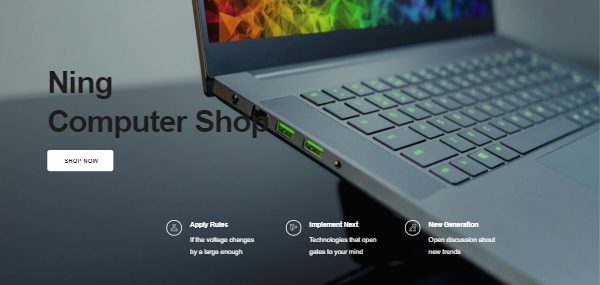 Ning
Computer Shop
SHOP NOW
Apply Rules
If the voltage changes
by a large enough
Implement Next
Technologies that open
gates to your mind
New Generation
Open discussion about
new trends